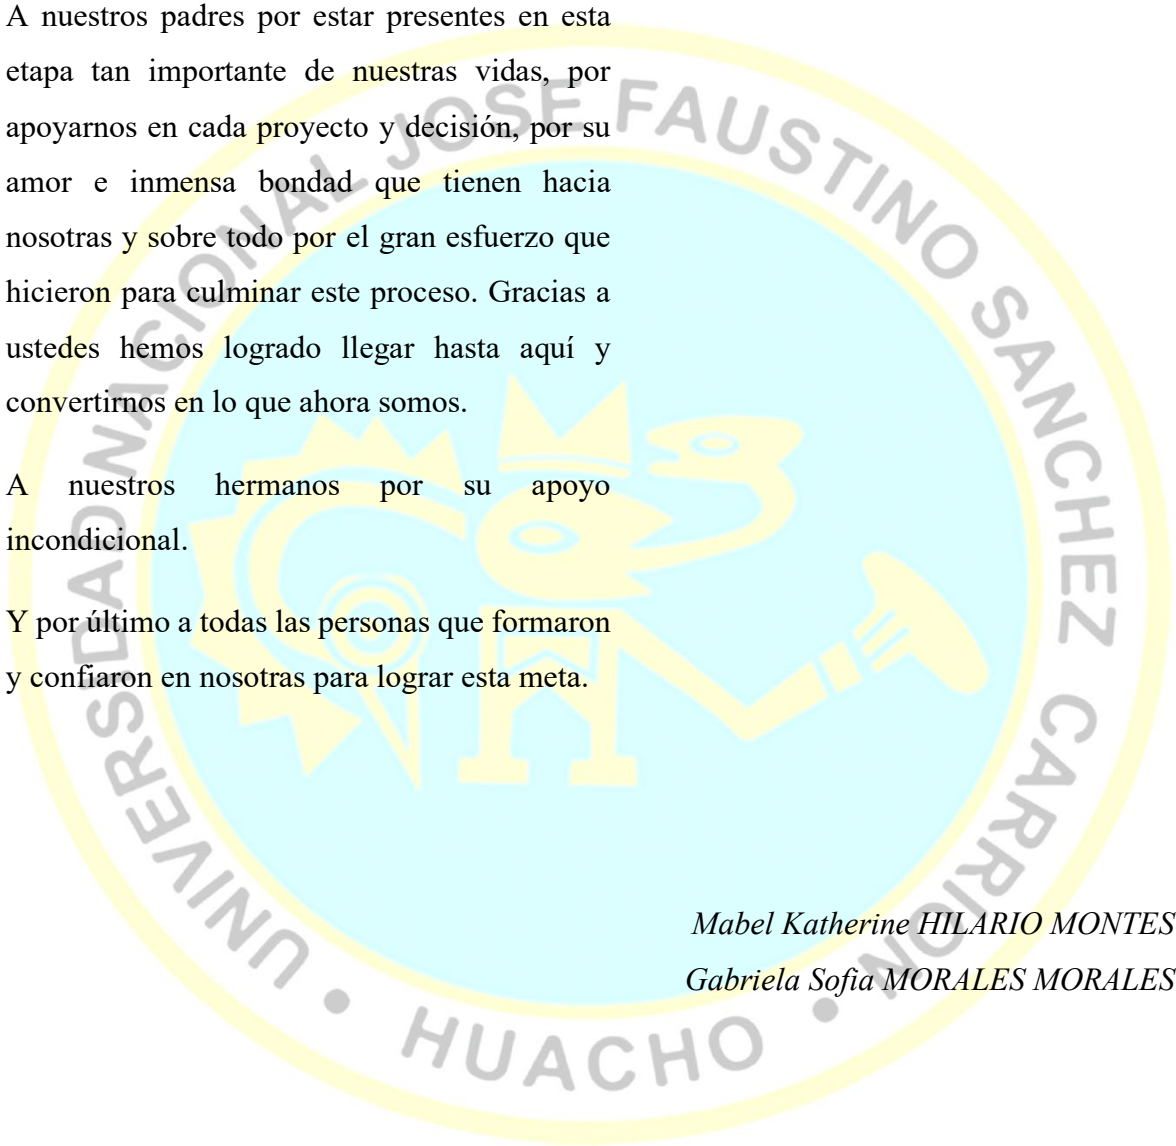 A nuestros padres por estar presentes en esta
etapa tan importante de nuestras vidas, por
apoyarnos en cada proyecto y decisión, por su
amor e inmensa bondad que tienen hacia
nosotras y sobre todo por el gran esfuerzo que
hicieron para culminar este proceso. Gracias a
ustedes hemos logrado llegar hasta aquí y
convertirnos en lo que ahora somos.
A nuestros hermanos por su apoyo
incondicional.
Y por último a todas las personas que formaron
y confiaron en nosotras para lograr esta meta.
Mabel Katherine HILARIO MONTES
Gabriela Sofia MORALES MORALES
UNIVERSIDAD NACIONAL JOSE FAUSTINO SANCHEZ CARRION
• HUACHO •